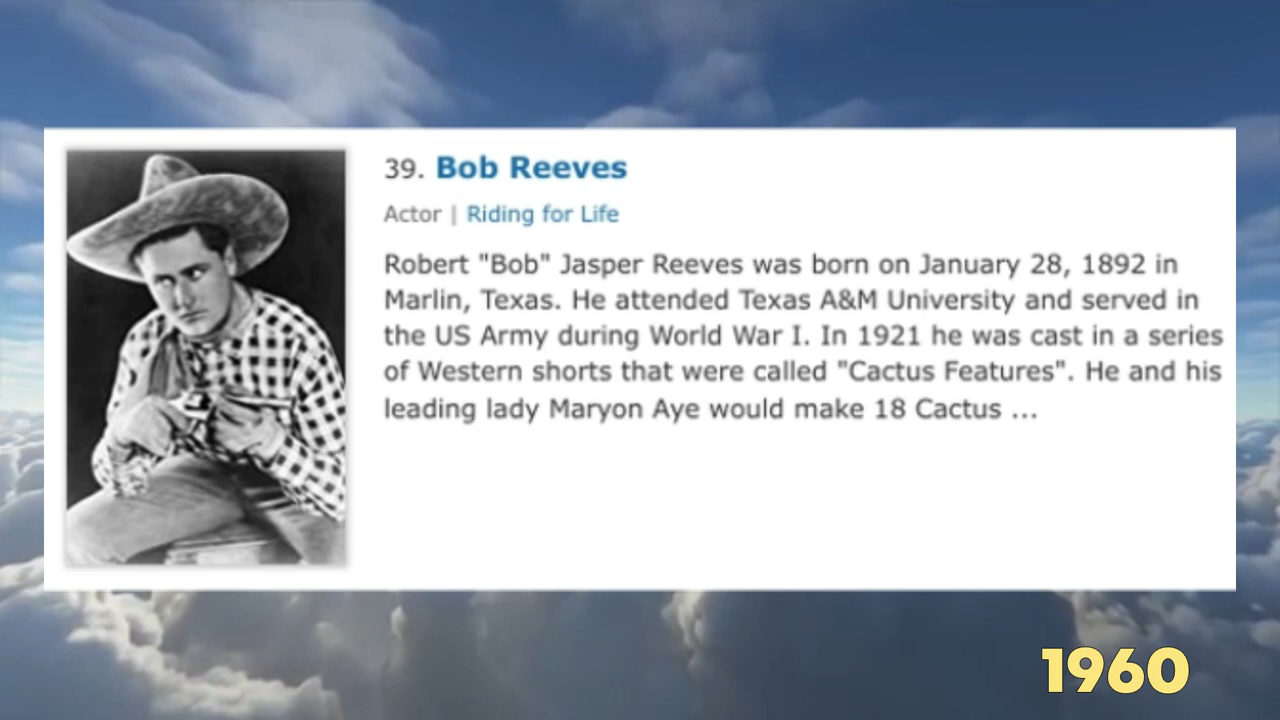 39. Bob Reeves
Actor | Riding for Life
Robert "Bob" Jasper Reeves was born on January 28, 1892 in
Marlin, Texas. He attended Texas A&M University and served in
the US Army during World War I. In 1921 he was cast in a series
of Western shorts that were called "Cactus Features". He and his
leading lady Maryon Aye would make 18 Cactus ...
1960